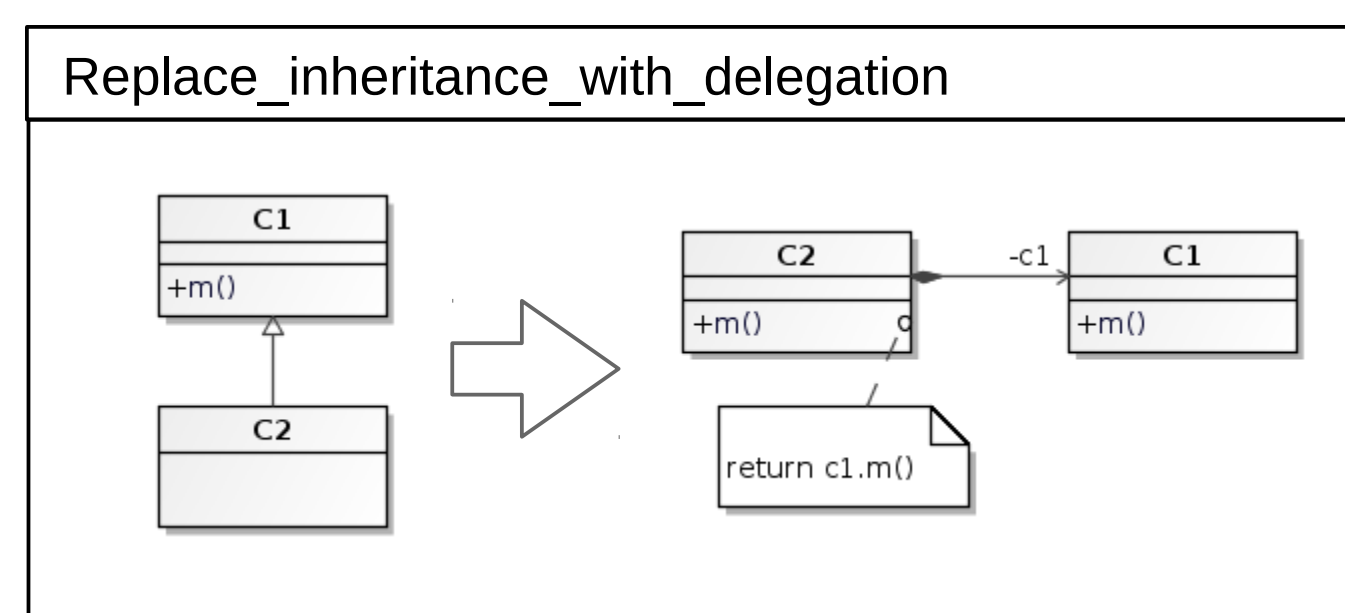 Replace_inheritance_with_delegation
C1
+m()
C2
C2
+m()
-c1
C1
+m()
return c1.m()